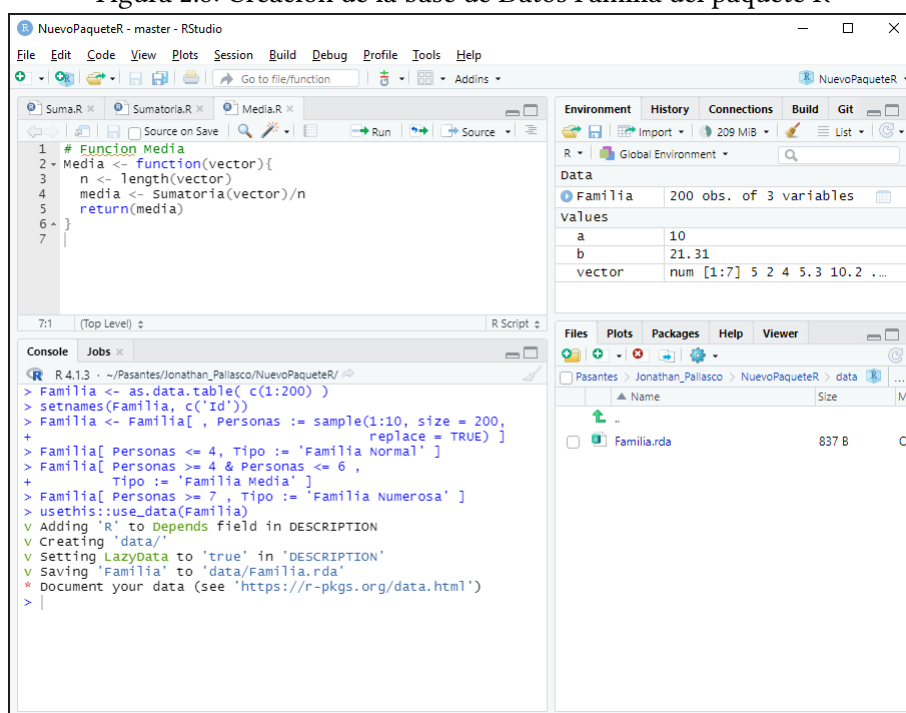 Figura 2.8: Creación de la base de Datos Familia del paquete R
NuevoPaqueteR - master - RStudio
File Edit Code View Plots Session Build Debug Profile Tools Help
Go to file/function Addins NuevoPaqueteR
Suma.R Sumatoria.R Media.R
Source on Save Run Source
1 # Funcion Media
2 Media <- function(vector){
3 n <- length(vector)
4 media <- Sumatoria(vector)/n
5 return(media)
6 }
7
7:1 (Top Level) R Script
Console Jobs
R 4.1.3 · ~/Pasantes/Jonathan_Pallasco/NuevoPaqueteR/
> Familia <- as.data.table( c(1:200) )
> setnames(Familia, c('Id'))
> Familia <- Familia[ , Personas := sample(1:10, size = 200,
+ replace = TRUE) ]
> Familia[ Personas <= 4, Tipo := 'Familia Normal' ]
> Familia[ Personas >= 4 & Personas <= 6 ,
+ Tipo := 'Familia Media' ]
> Familia[ Personas >= 7 , Tipo := 'Familia Numerosa' ]
> usethis::use_data(Familia)
v Adding 'R' to Depends field in DESCRIPTION
v Creating 'data/'
v Setting LazyData to 'true' in 'DESCRIPTION'
v Saving 'Familia' to 'data/Familia.rda'
* Document your data (see 'https://r-pkgs.org/data.html')
>
Environment History Connections Build Git
Import 209 MiB List
R Global Environment
Data
Familia 200 obs. of 3 variables
Values
a 10
b 21.31
vector num [1:7] 5 2 4 5.3 10.2 ...
Files Plots Packages Help Viewer
Pasantes > Jonathan_Pallasco > NuevoPaqueteR > data ...
Name Size
..
Familia.rda 837 B